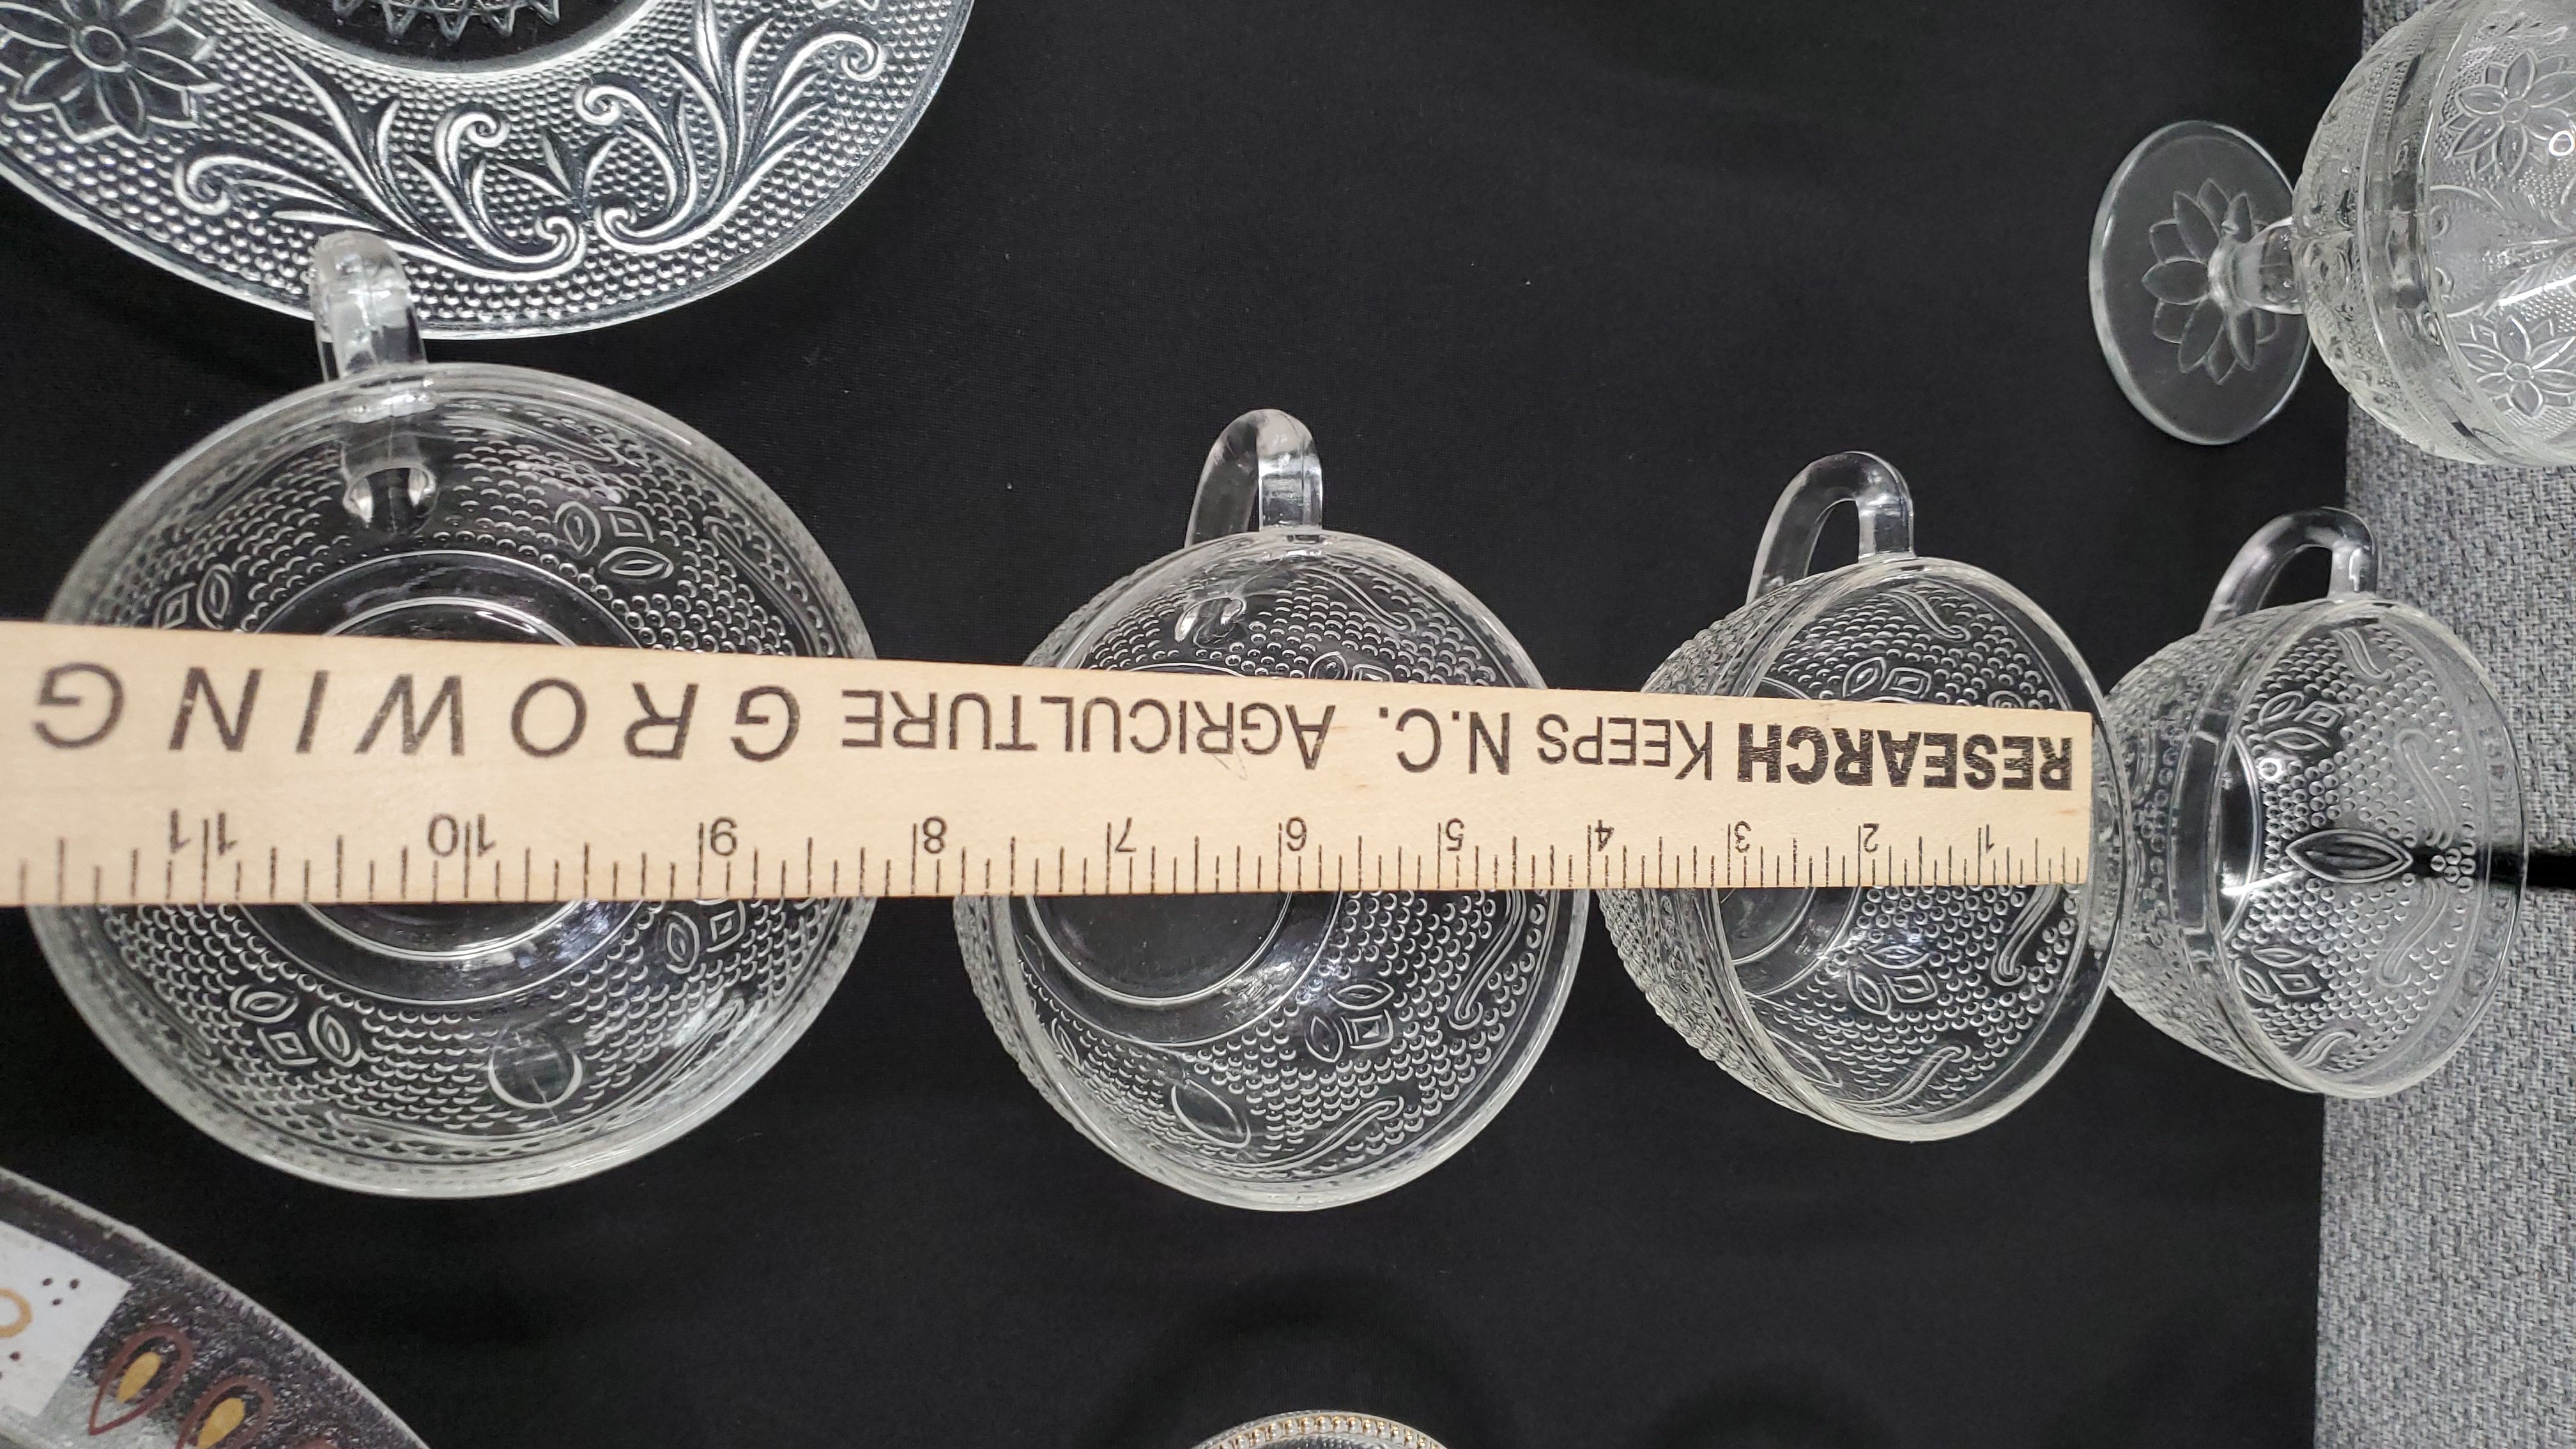 RESEARCH KEEPS N.C. AGRICULTURE GROWING
1 2 3 4 5 6 7 8 9 10 11